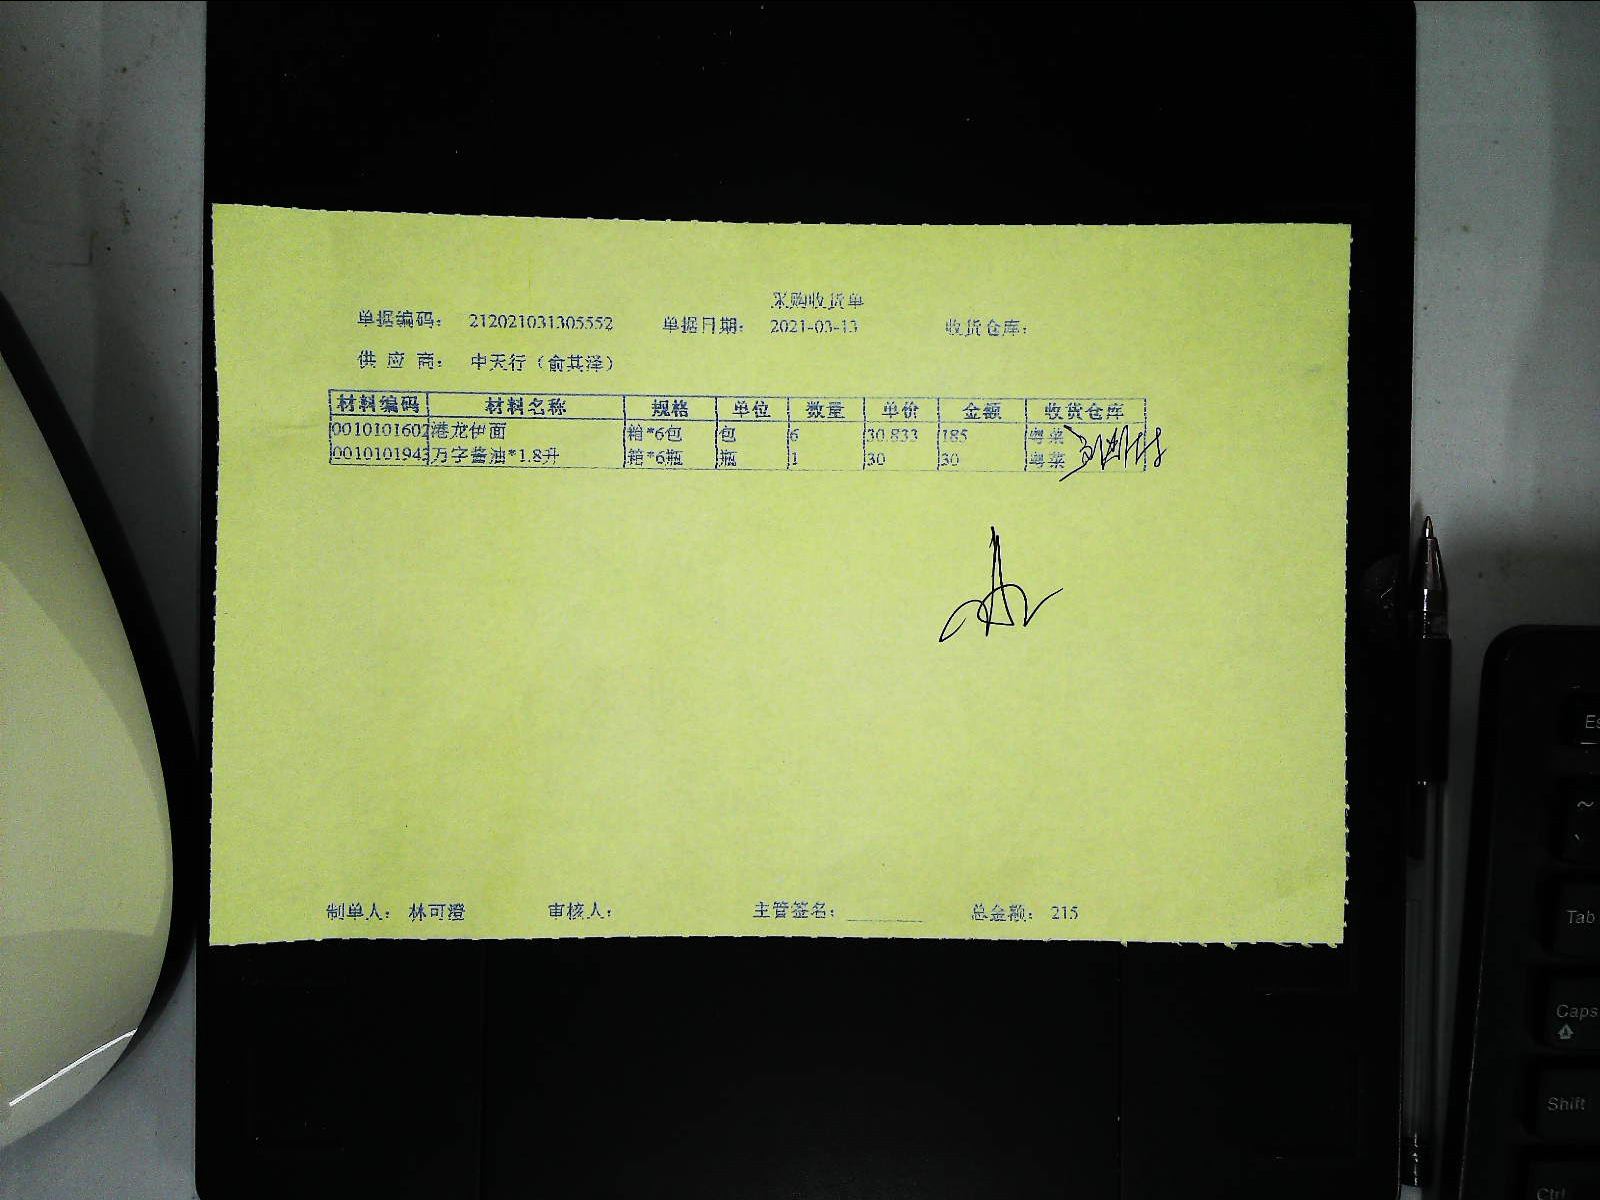 采购收货单
单据编码: 212021031305552 单据日期: 2021-03-13 收货仓库:
供 应 商: 中天行（俞其泽）
材料编码 材料名称 规格 单位 数量 单价 金额 收货仓库
0010101602 港龙伊面 箱*6包 包 6 30.833 185 粤菜
0010101943 万字酱油*1.8升 箱*6瓶 瓶 1 30 30 粤菜
制单人: 林可澄 审核人: 主管签名: 总金额: 215
Es
~
、
Tab
Caps
Shift
Ctrl